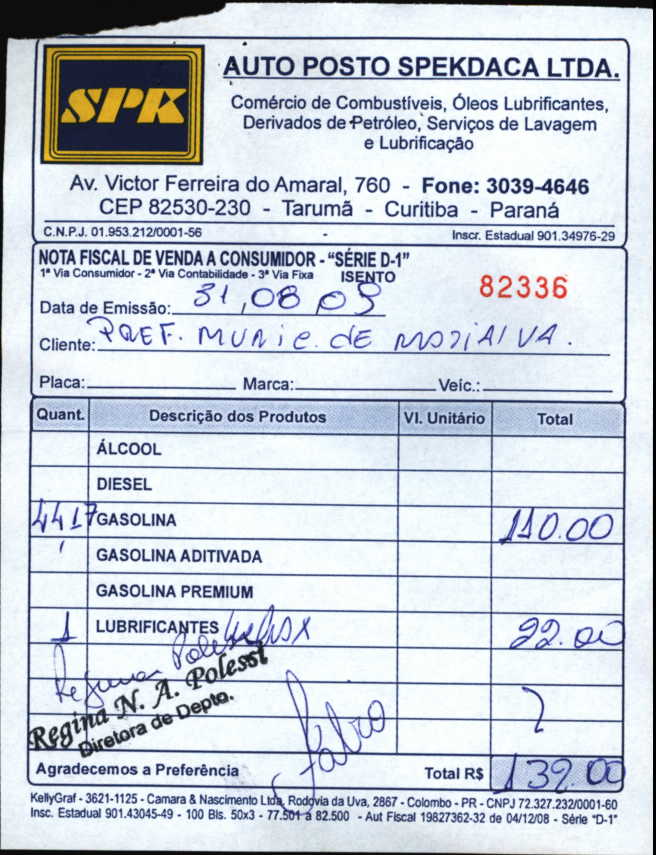 SPK
AUTO POSTO SPEKDACA LTDA.
Comércio de Combustíveis, Óleos Lubrificantes,
Derivados de Petróleo, Serviços de Lavagem
e Lubrificação
Av. Victor Ferreira do Amaral, 760 - Fone: 3039-4646
CEP 82530-230 - Tarumã - Curitiba - Paraná
C.N.P.J. 01.953.212/0001-56 Inscr. Estadual 901.34976-29
NOTA FISCAL DE VENDA A CONSUMIDOR - "SÉRIE D-1"
1ª Via Consumidor - 2ª Via Contabilidade - 3ª Via Fixa ISENTO
82336
Data de Emissão: 31,08 09
Cliente: PREF. MUNIC. DE MARIALVA.
Placa: Marca: Veíc.:
Quant. Descrição dos Produtos Vl. Unitário Total
ÁLCOOL
DIESEL
GASOLINA 110.00
GASOLINA ADITIVADA
GASOLINA PREMIUM
1 LUBRIFICANTES
Regina N. A. Polessi
Diretora de Depto.
Fabio
Agradecemos a Preferência Total R$ 132.00
KellyGraf - 3621-1125 - Camara & Nascimento Ltda, Rodovia da Uva, 2867 - Colombo - PR - CNPJ 72.327.232/0001-60
Insc. Estadual 901.43045-49 - 100 Bls. 50x3 - 77.501 a 82.500 - Aut Fiscal 19827362-32 de 04/12/08 - Série "D-1"